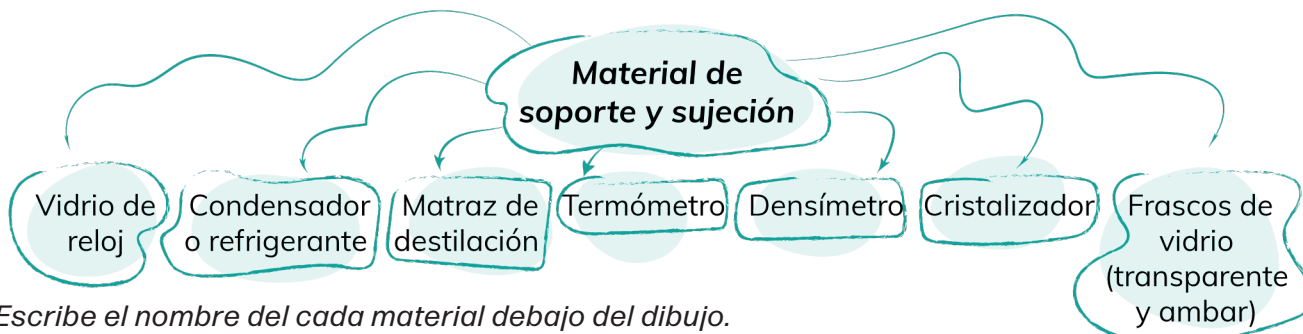 Material de
soporte y sujeción
Vidrio de
reloj
Condensador
o refrigerante
Matraz de
destilación
Termómetro
Densímetro
Cristalizador
Frascos de
vidrio
(transparente
y ambar)
Escribe el nombre del cada material debajo del dibujo.